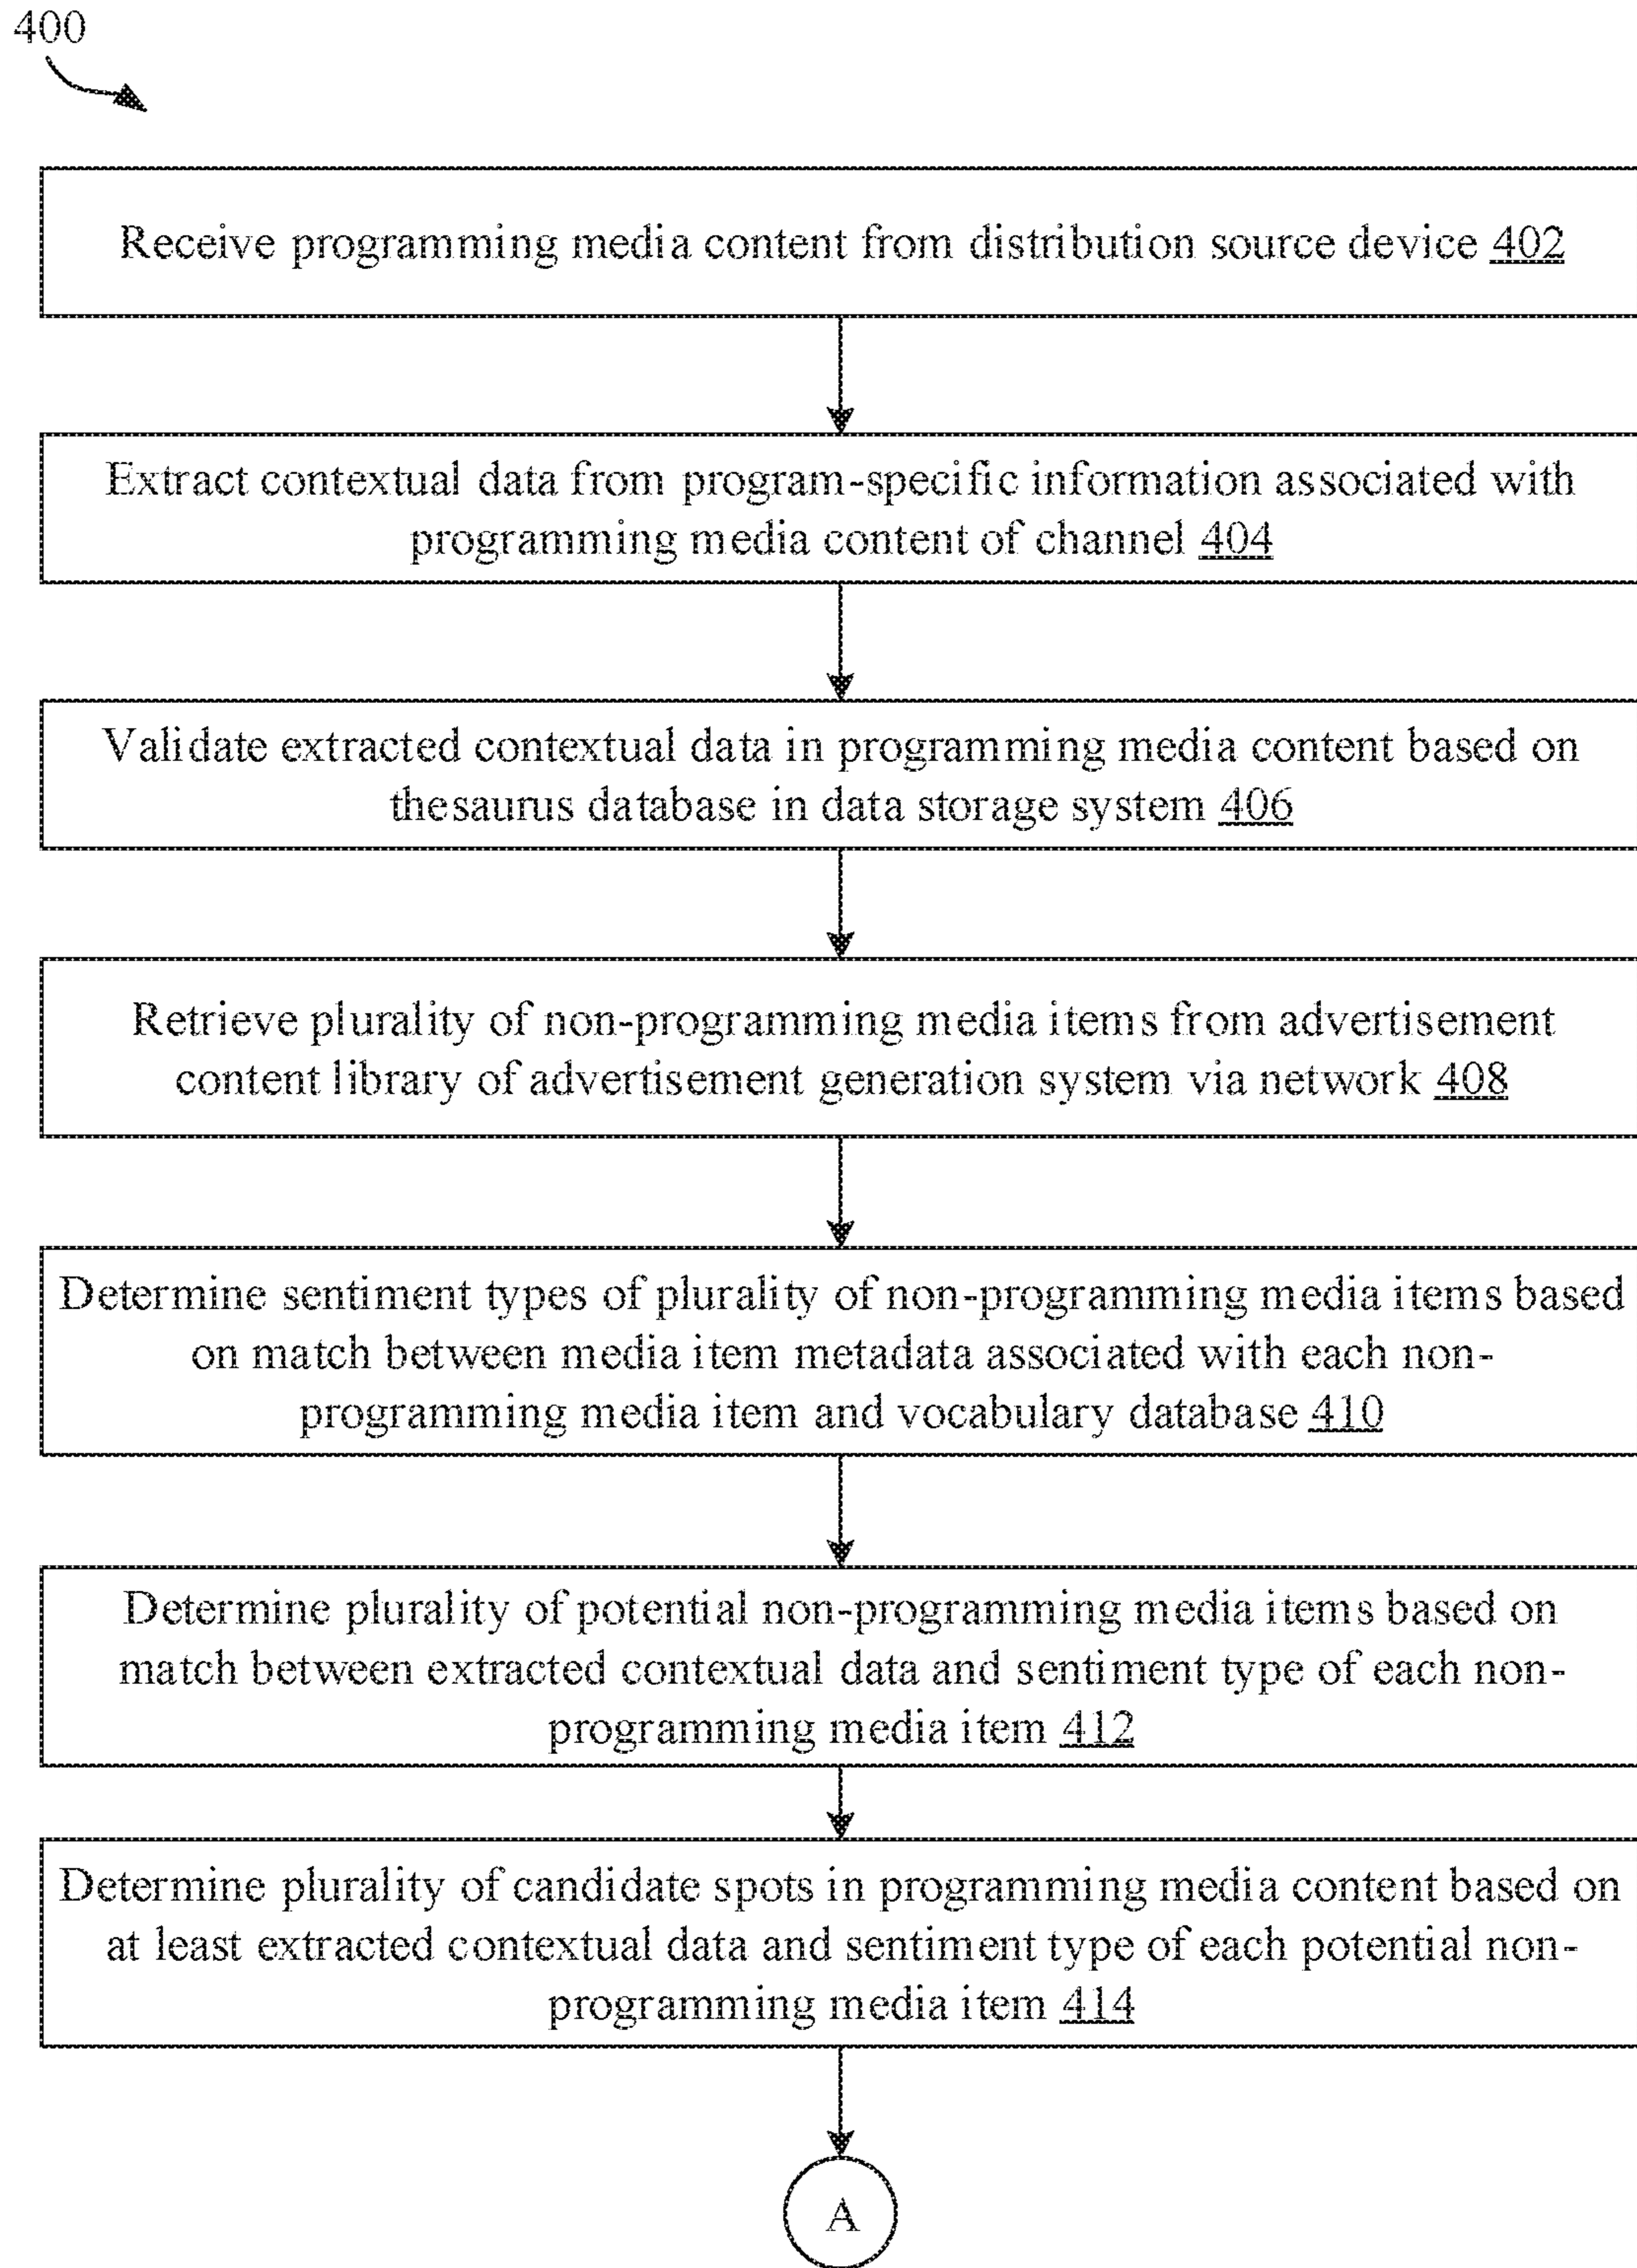 400
Receive programming media content from distribution source device 402
Extract contextual data from program-specific information associated with
programming media content of channel 404
Validate extracted contextual data in programming media content based on
thesaurus database in data storage system 406
Retrieve plurality of non-programming media items from advertisement
content library of advertisement generation system via network 408
Determine sentiment types of plurality of non-programming media items based
on match between media item metadata associated with each non-
programming media item and vocabulary database 410
Determine plurality of potential non-programming media items based on
match between extracted contextual data and sentiment type of each non-
programming media item 412
Determine plurality of candidate spots in programming media content based on
at least extracted contextual data and sentiment type of each potential non-
programming media item 414
A